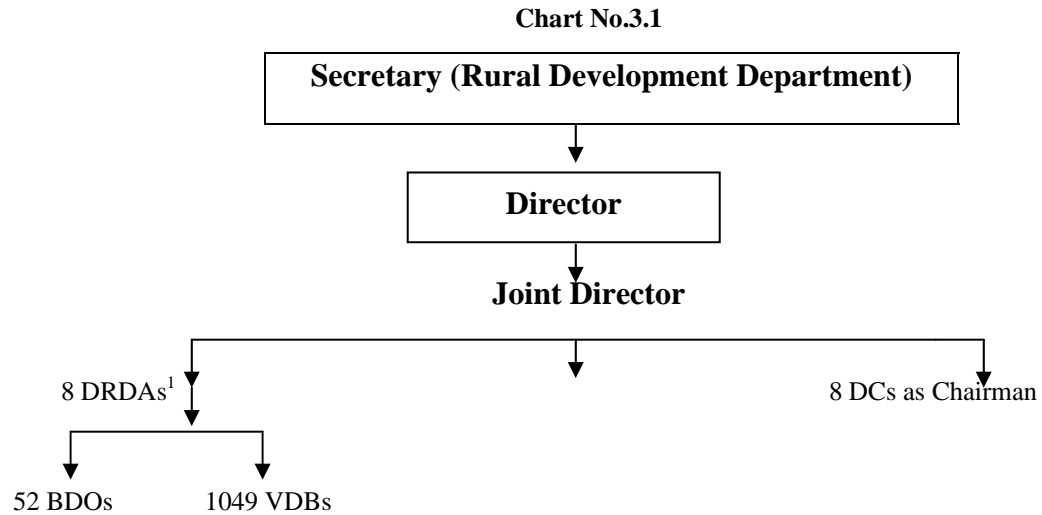 Chart No.3.1
Secretary (Rural Development Department)
Director
Joint Director
8 DRDAs1
8 DCs as Chairman
52 BDOs
1049 VDBs